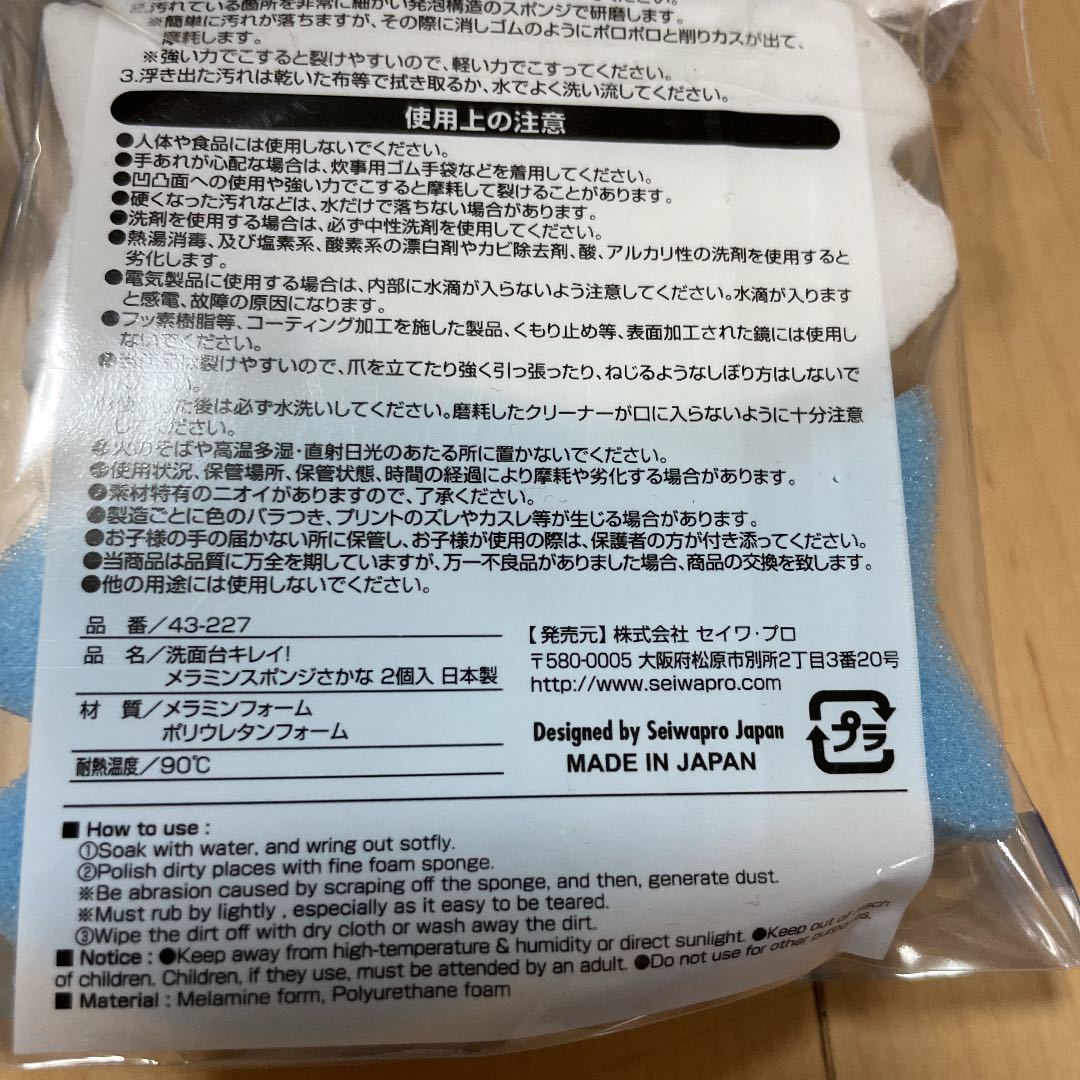 2.汚れている箇所を非常に細かい発泡構造のスポンジで研磨します。
※簡単に汚れが落ちますが、その際に消しゴムのようにボロボロと削りカスが出て、
摩耗します。
※強い力でこすると裂けやすいので、軽い力でこすってください。
3.浮き出た汚れは乾いた布等で拭き取るか、水でよく洗い流してください。
使用上の注意
●人体や食品には使用しないでください。
●手あれが心配な場合は、炊事用ゴム手袋などを着用してください。
●凹凸面への使用や強い力でこすると摩耗して裂けることがあります。
●硬くなった汚れなどは、水だけで落ちない場合があります。
●洗剤を使用する場合は、必ず中性洗剤を使用してください。
●熱湯消毒、及び塩素系、酸素系の漂白剤やカビ除去剤、酸、アルカリ性の洗剤を使用すると
劣化します。
●電気製品に使用する場合は、内部に水滴が入らないよう注意してください。水滴が入ります
と感電、故障の原因になります。
●フッ素樹脂等、コーティング加工を施した製品、くもり止め等、表面加工された鏡には使用し
ないでください。
裂けやすいので、爪を立てたり強く引っ張ったり、ねじるようなしぼり方はしないで
い。
た後は必ず水洗いしてください。磨耗したクリーナーが口に入らないように十分注意
してください。
●火のそばや高温多湿・直射日光のあたる所に置かないでください。
●使用状況、保管場所、保管状態、時間の経過により摩耗や劣化する場合があります。
●素材特有のニオイがありますので、了承ください。
●製造ごとに色のバラつき、プリントのズレやカスレ等が生じる場合があります。
●お子様の手の届かない所に保管し、お子様が使用の際は、保護者の方が付き添ってください。
●当商品は品質に万全を期していますが、万一不良品がありました場合、商品の交換を致します。
●他の用途には使用しないでください。
品 番/43-227
品 名/洗面台キレイ!
メラミンスポンジさかな 2個入 日本製
材 質/メラミンフォーム
ポリウレタンフォーム
耐熱温度/90℃
【発売元】株式会社 セイワ・プロ
〒580-0005 大阪府松原市別所2丁目3番20号
http://www.seiwapro.com
Designed by Seiwapro Japan
MADE IN JAPAN
プラ
■ How to use :
①Soak with water, and wring out sotfly.
②Polish dirty places with fine foam sponge.
※Be abrasion caused by scraping off the sponge, and then, generate dust.
※Must rub by lightly , especially as it easy to be teared.
③Wipe the dirt off with dry cloth or wash away the dirt.
■ Notice : ●Keep away from high-temperature & humidity or direct sunlight. ●Keep out of reach
of children. Children, if they use, must be attended by an adult. ●Do not use for other purposes.
■ Material : Melamine form, Polyurethane foam